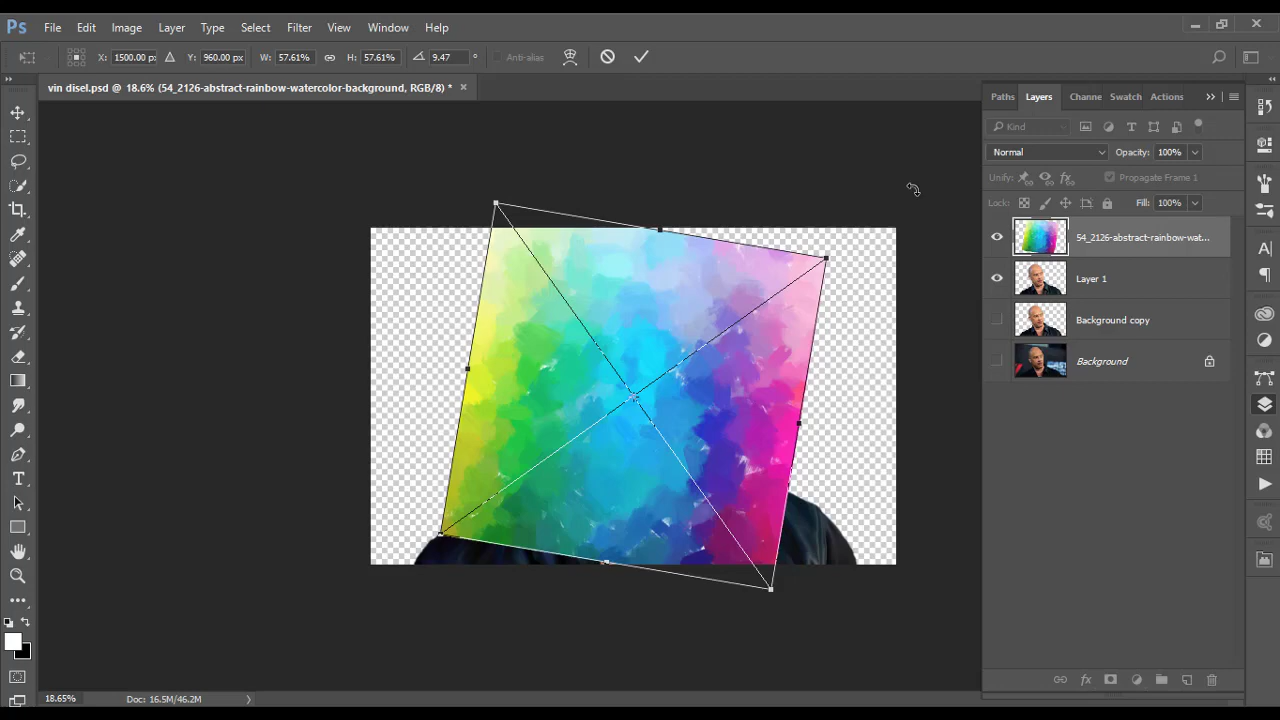 Ps File Edit Image Layer Type Select Filter View Window Help
X: 1500.00 px Y: 960.00 px W: 57.61% H: 57.61% 9.47 ° Anti-alias
vin disel.psd @ 18.6% (54_2126-abstract-rainbow-watercolor-background, RGB/8) * ×
Paths Layers Channe Swatch Actions
Kind
Normal Opacity: 100%
Unify: Propagate Frame 1
Lock: Fill: 100%
54_2126-abstract-rainbow-wat...
Layer 1
Background copy
Background
18.65% Doc: 16.5M/46.2M